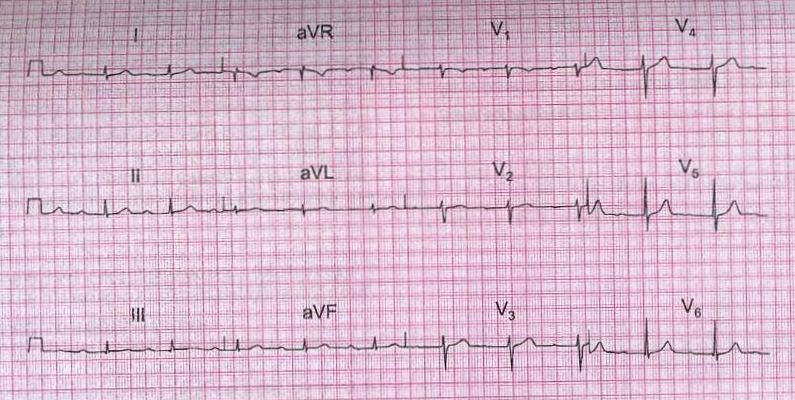 I aVR V₁ V₄
II aVL V₂ V₅
III aVF V₃ V₆